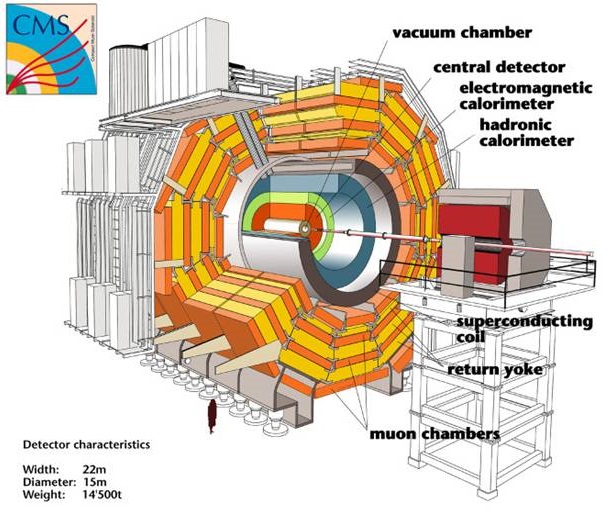 CMS
vacuum chamber
central detector
electromagnetic
calorimeter
hadronic
calorimeter
superconducting
coil
return yoke
muon chambers
Detector characteristics
Width: 22m
Diameter: 15m
Weight: 14'500t